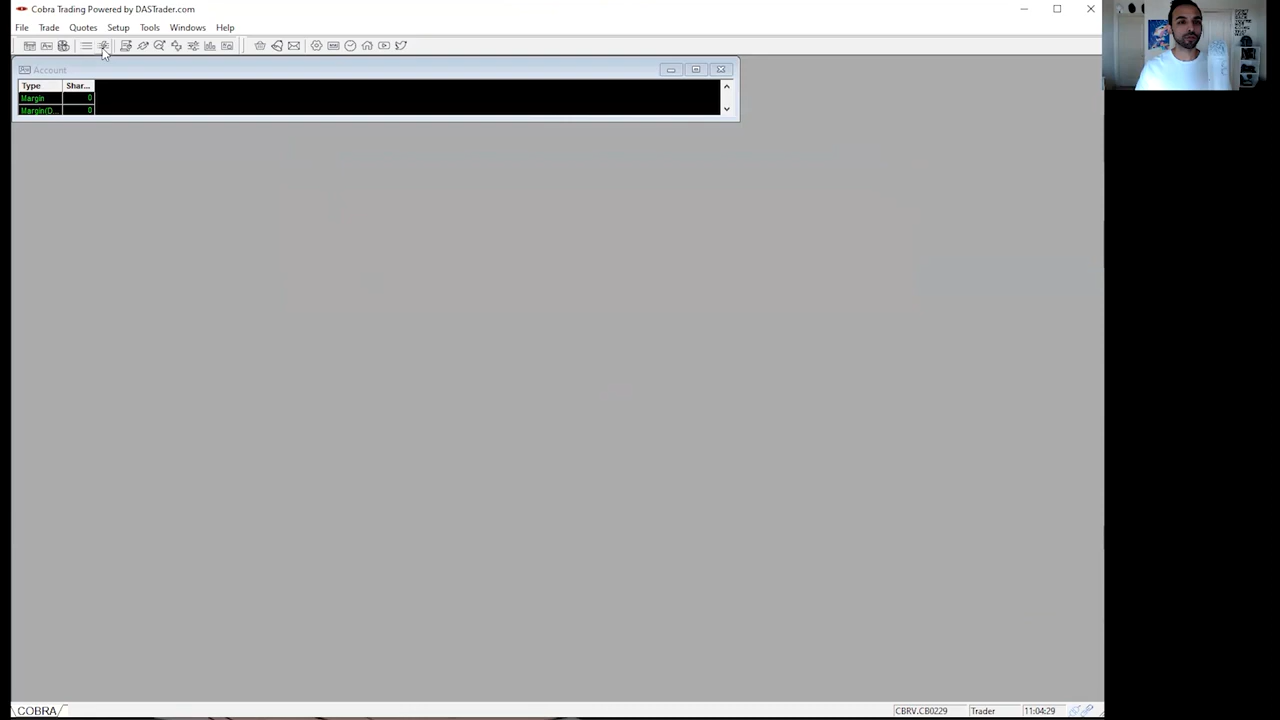 Cobra Trading Powered by DASTrader.com
File Trade Quotes Setup Tools Windows Help
Account
Type Shar...
Margin 0
Margin(D... 0
COBRA
CBRV.CB0229 Trader 11:04:29